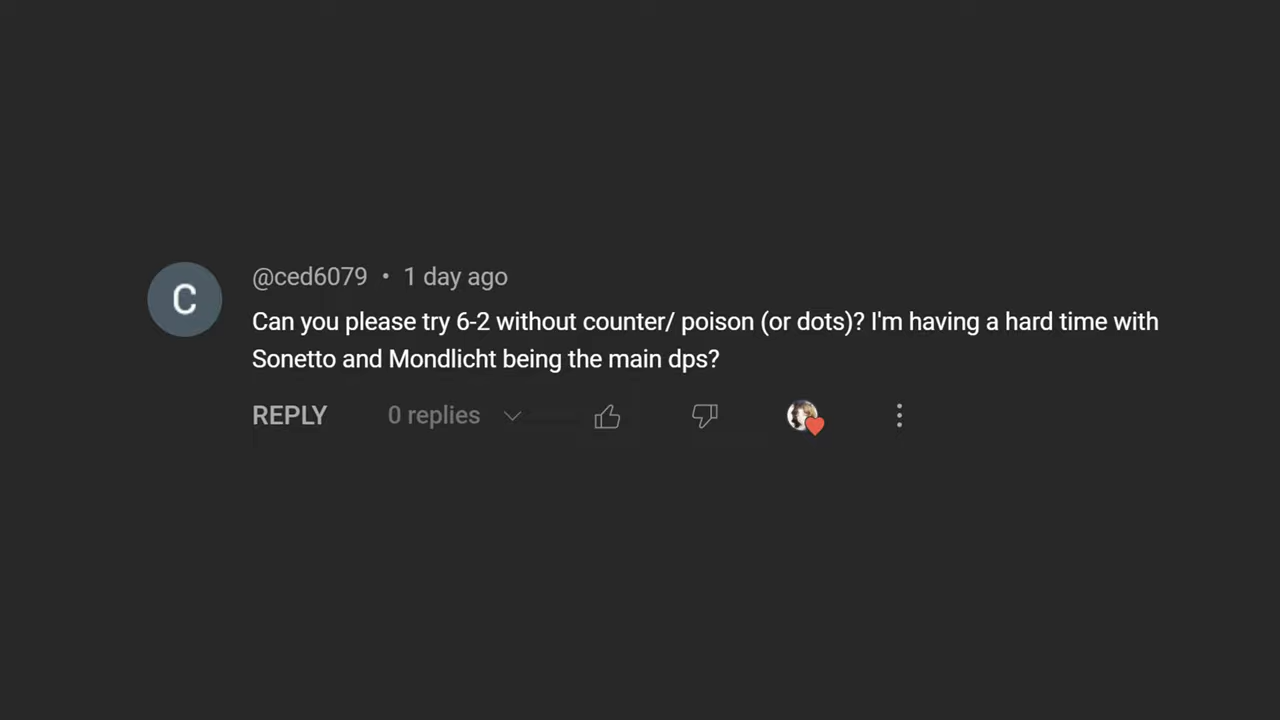 C
@ced6079 • 1 day ago
Can you please try 6-2 without counter/ poison (or dots)? I'm having a hard time with
Sonetto and Mondlicht being the main dps?
REPLY 0 replies